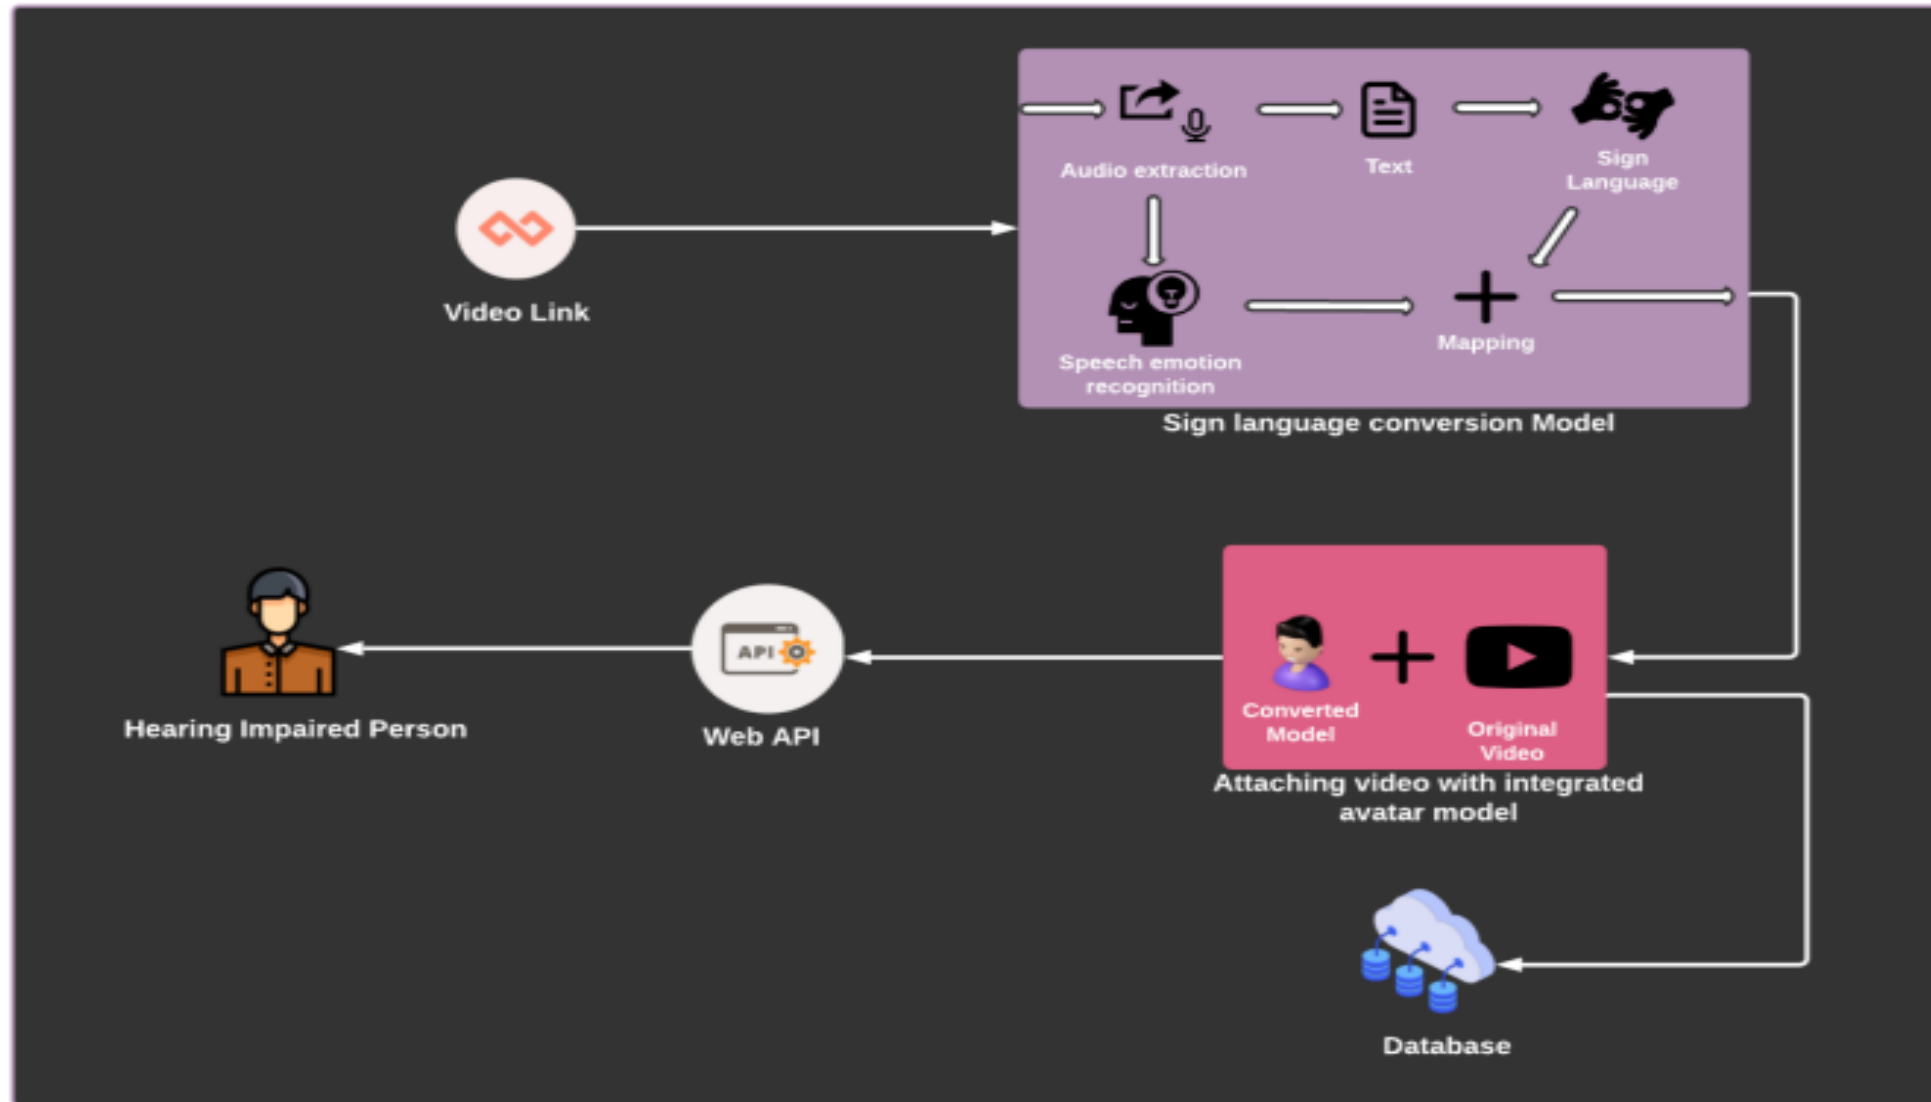 Audio extraction
Text
Sign
Language
Video Link
Speech emotion
recognition
Mapping
Sign language conversion Model
Hearing Impaired Person
API
Web API
Converted
Model
Original
Video
Attaching video with integrated
avatar model
Database